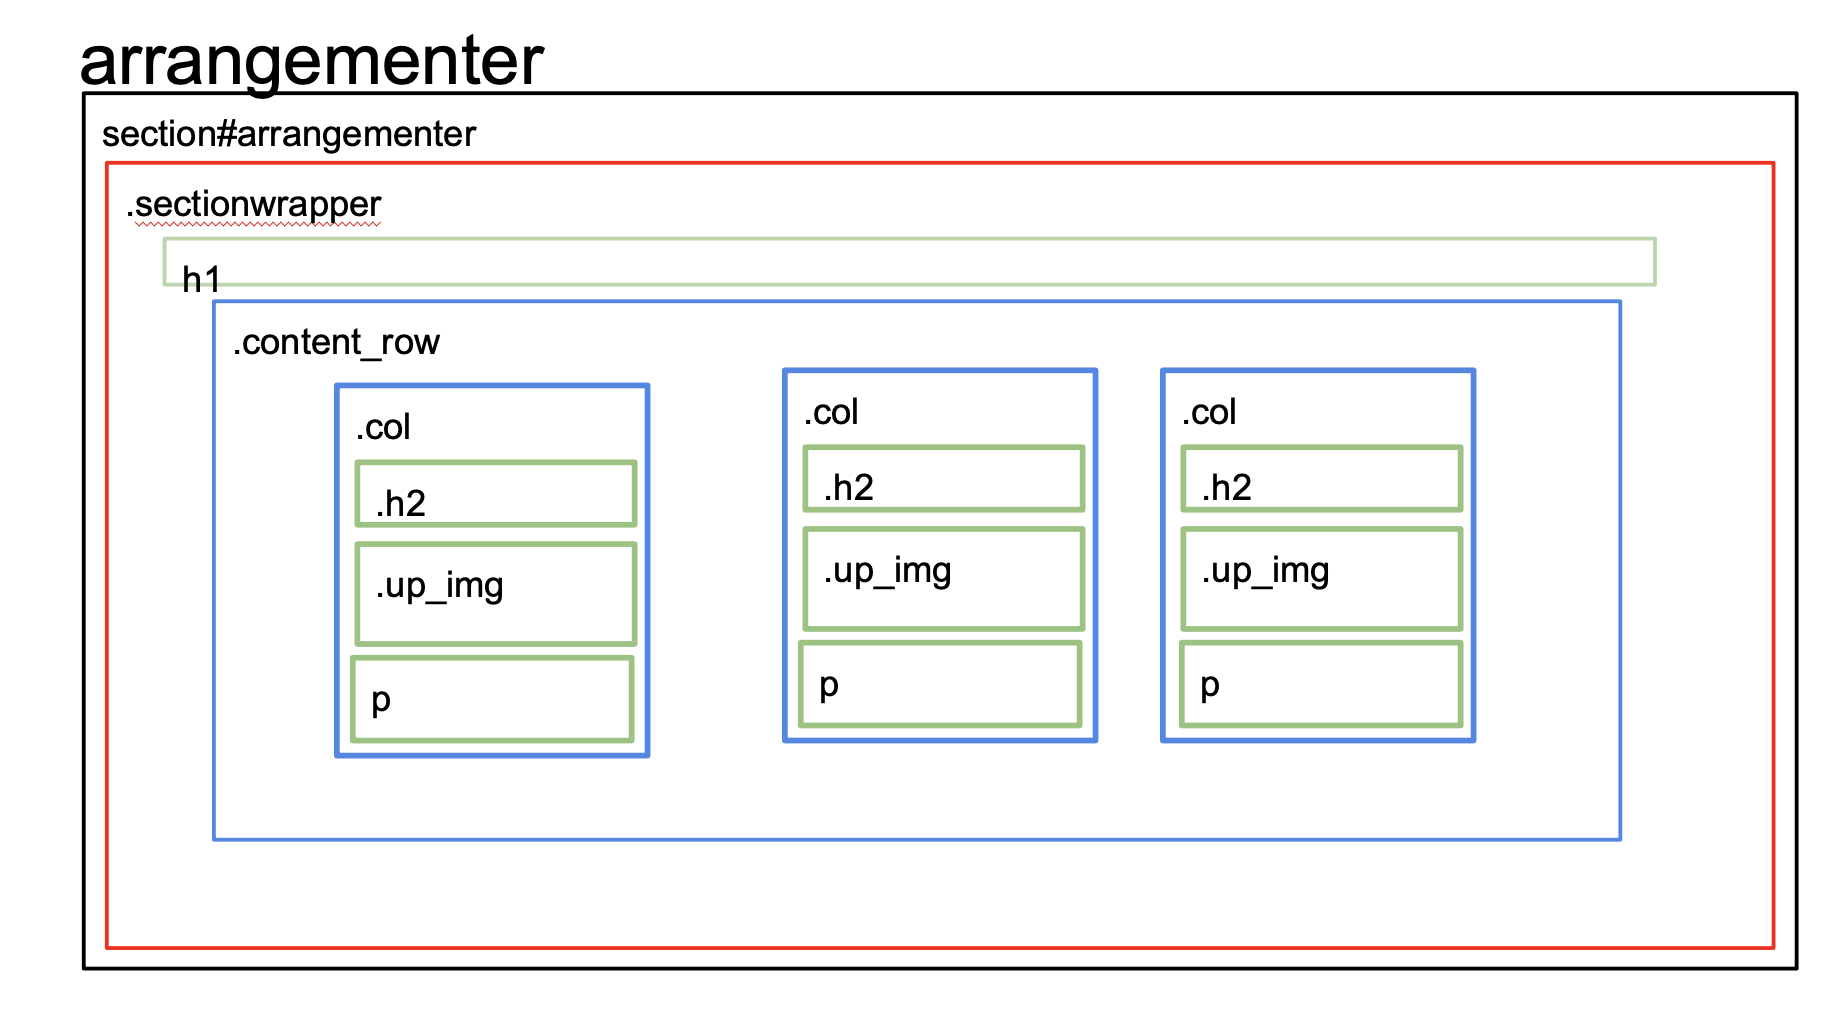 arrangementer
section#arrangementer
.sectionwrapper
h1
.content_row
.col
.h2
.up_img
p
.col
.h2
.up_img
p
.col
.h2
.up_img
p